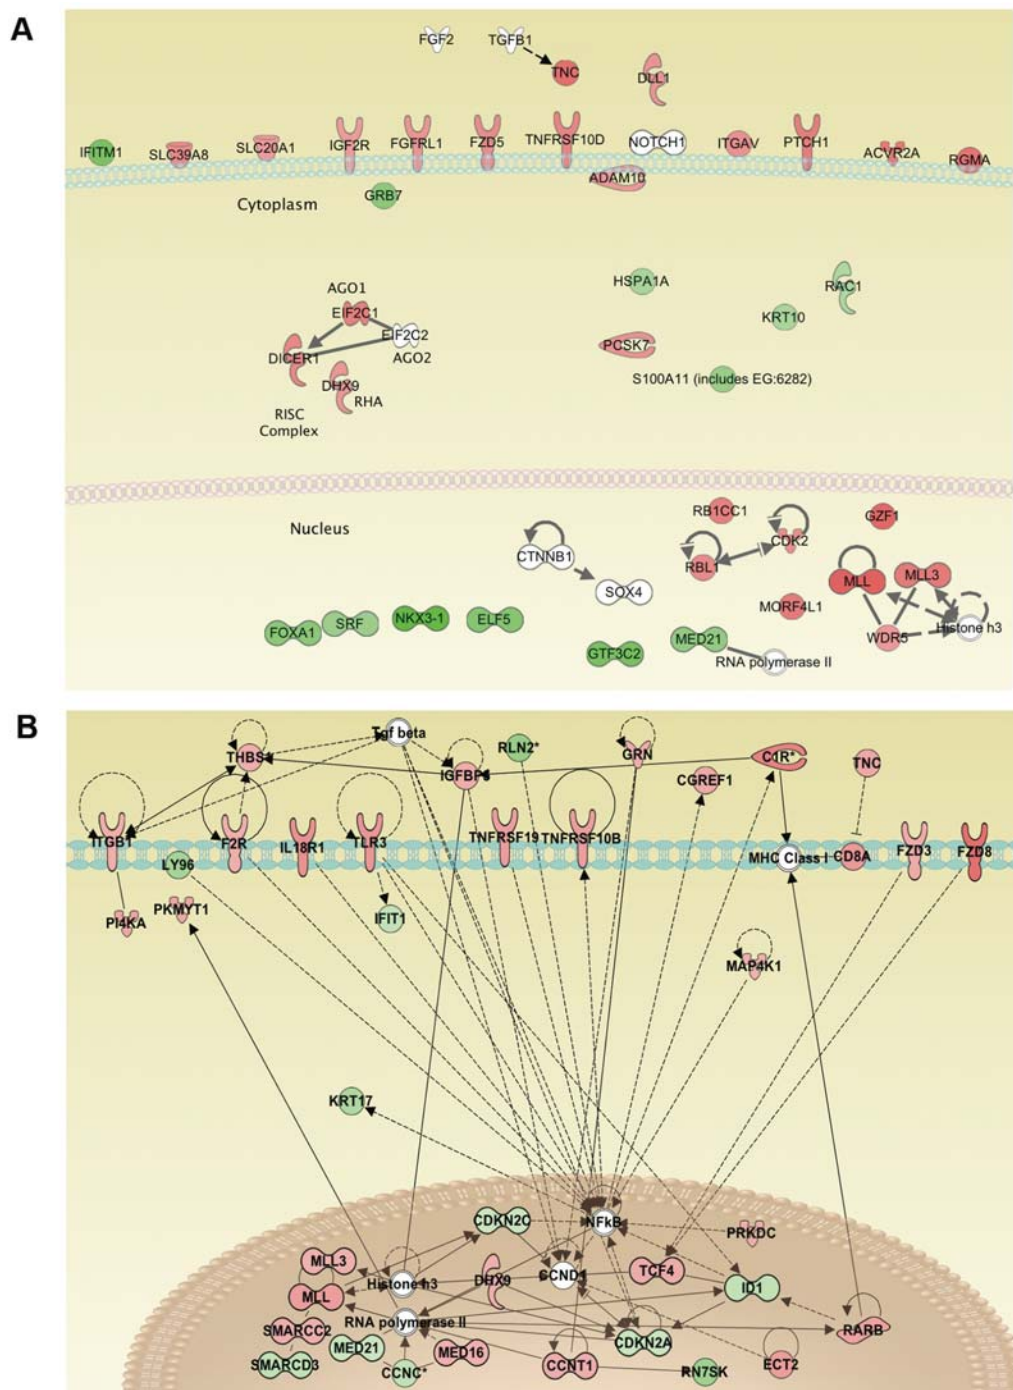 A
FGF2
TGFB1
TNC
DLL1
IFITM1
SLC39A8
SLC20A1
IGF2R
FGFRL1
FZD5
TNFRSF10D
NOTCH1
ITGAV
PTCH1
ACVR2A
RGMA
ADAM10
GRB7
Cytoplasm
HSPA1A
RAC1
AGO1
EIF2C1
KRT10
EIF2C2
PCSK7
DICER1
AGO2
S100A11 (includes EG:6282)
DHX9
RHA
RISC
Complex
Nucleus
RB1CC1
GZF1
CDK2
CTNNB1
RBL1
MLL3
MLL
SOX4
MORF4L1
NKX3-1
ELF5
SRF
FOXA1
MED21
Histone h3
WDR5
GTF3C2
RNA polymerase II
B
Tgf beta
RLN2*
THBS1
GRN
C1R*
TNC
IGFBP3
CGREF1
ITGB1
F2R
IL18R1
TLR3
TNFRSF19
TNFRSF10B
MHC Class I
CD8A
FZD3
FZD8
LY96
PKMYT1
PI4KA
IFIT1
MAP4K1
KRT17
CDKN2C
NFkB
PRKDC
MLL3
Histone h3
DHX9
CCND1
TCF4
ID1
MLL
SMARCC2
RNA polymerase II
RARB
MED21
MED16
CDKN2A
SMARCD3
CCNC*
CCNT1
RN7SK
ECT2